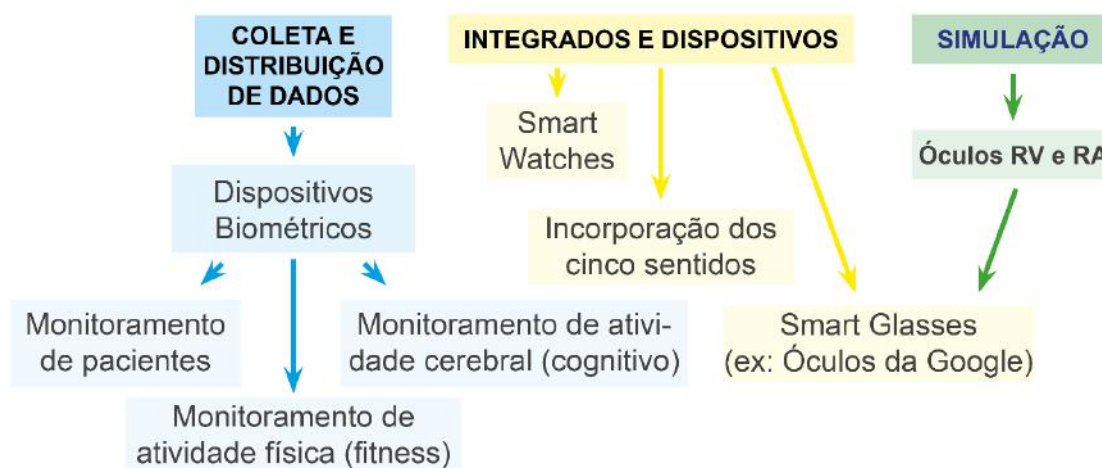 COLETA E
DISTRIBUIÇÃO
DE DADOS
Dispositivos
Biométricos
Monitoramento
de pacientes
Monitoramento de
atividade física (fitness)
Monitoramento de ativi-
dade cerebral (cognitivo)
INTEGRADOS E DISPOSITIVOS
Smart
Watches
Incorporação dos
cinco sentidos
Smart Glasses
(ex: Óculos da Google)
SIMULAÇÃO
Óculos RV e RA